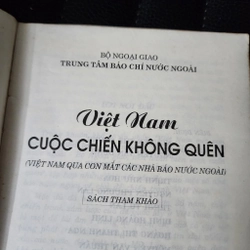 BỘ NGOẠI GIAO
TRUNG TÂM BÁO CHÍ NƯỚC NGOÀI
Việt Nam
CUỘC CHIẾN KHÔNG QUÊN
(VIỆT NAM QUA CON MẮT CÁC NHÀ BÁO NƯỚC NGOÀI)
SÁCH THAM KHẢO